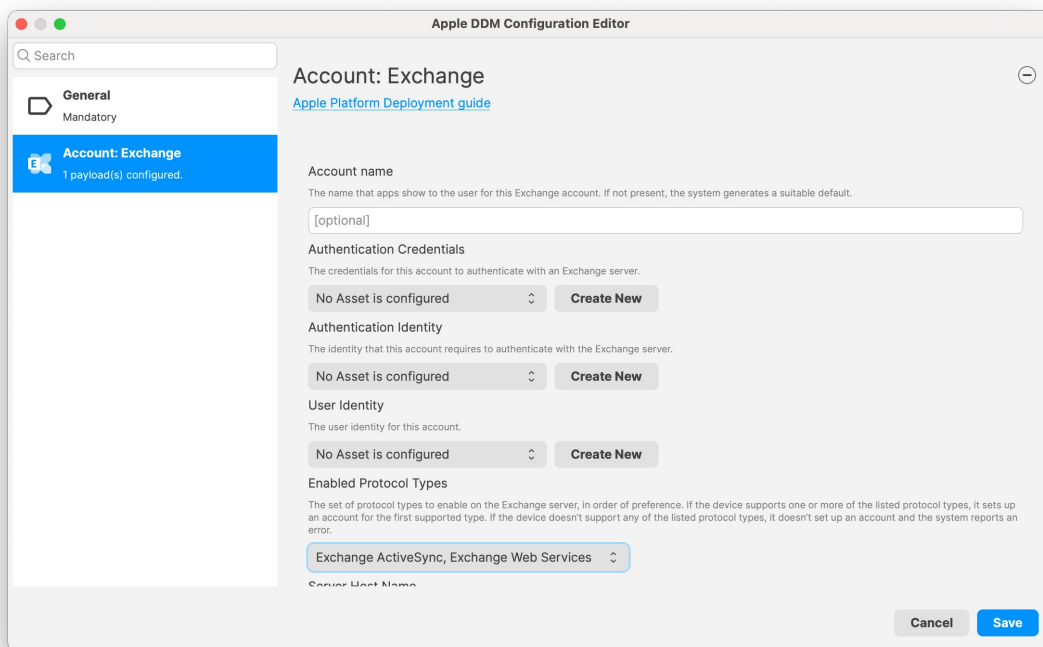 Apple DDM Configuration Editor
Search
General
Mandatory
Account: Exchange
1 payload(s) configured.
Account: Exchange
Apple Platform Deployment guide
Account name
The name that apps show to the user for this Exchange account. If not present, the system generates a suitable default.
[optional]
Authentication Credentials
The credentials for this account to authenticate with an Exchange server.
No Asset is configured
Create New
Authentication Identity
The identity that this account requires to authenticate with the Exchange server.
No Asset is configured
Create New
User Identity
The user identity for this account.
No Asset is configured
Create New
Enabled Protocol Types
The set of protocol types to enable on the Exchange server, in order of preference. If the device supports one or more of the listed protocol types, it sets up
an account for the first supported type. If the device doesn't support any of the listed protocol types, it doesn't set up an account and the system reports an
error.
Exchange ActiveSync, Exchange Web Services
Server Host Name
Cancel
Save